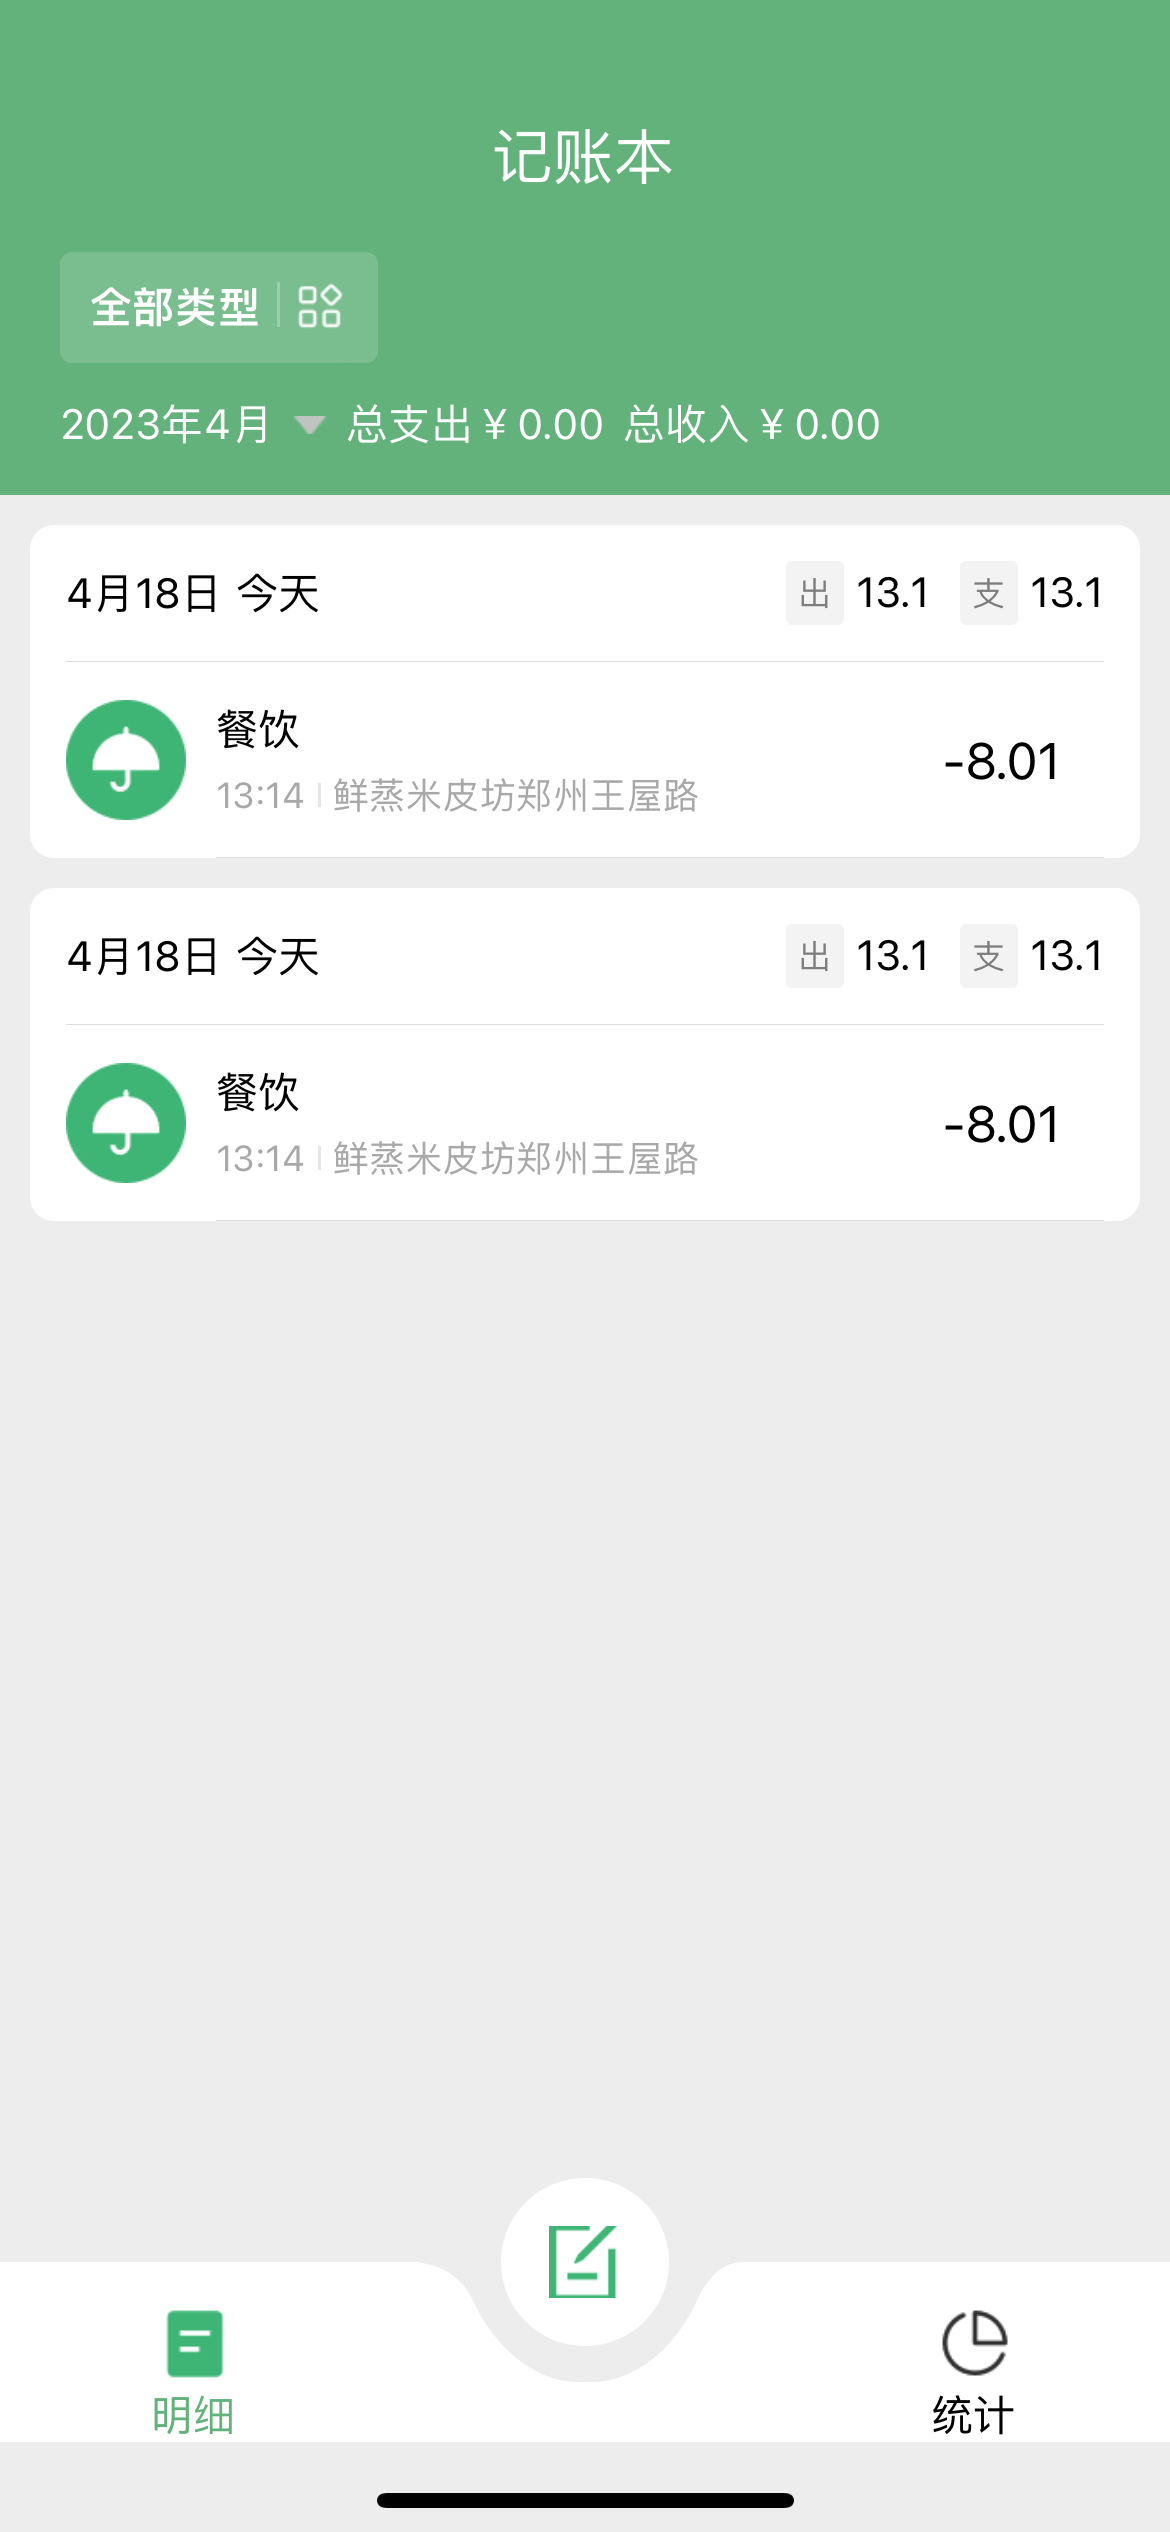 记账本
全部类型
2023年4月 总支出 ¥ 0.00 总收入 ¥ 0.00
4月18日 今天 出 13.1 支 13.1
餐饮
-8.01
13:14 鲜蒸米皮坊郑州王屋路
4月18日 今天 出 13.1 支 13.1
餐饮
-8.01
13:14 鲜蒸米皮坊郑州王屋路
明细 统计